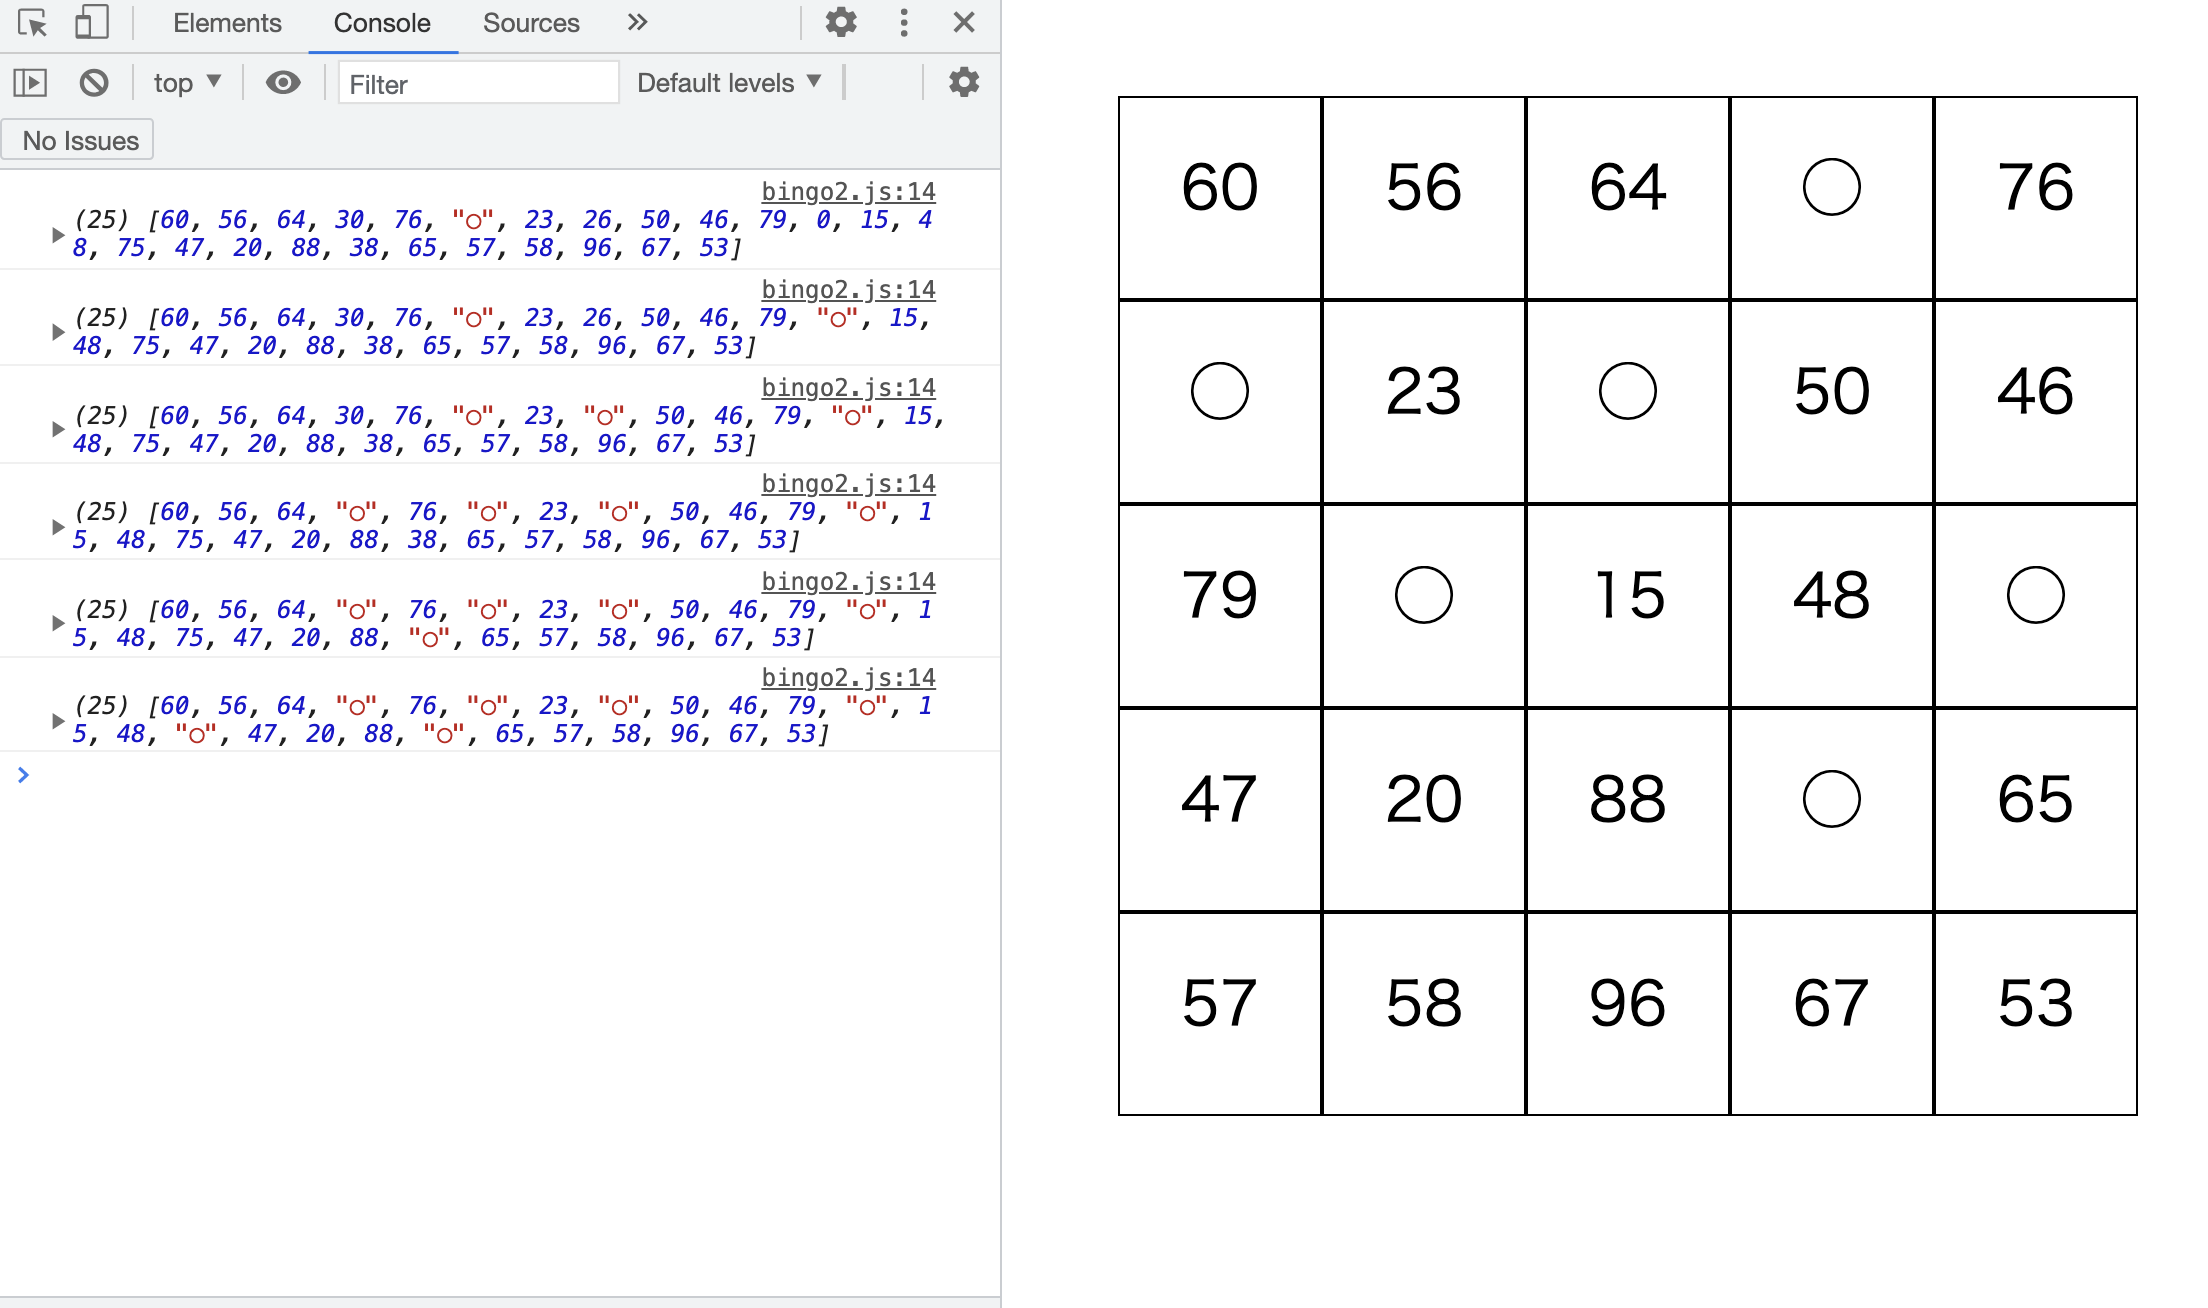 Elements Console Sources »
top ▼ Filter Default levels ▼
No Issues
bingo2.js:14
(25) [60, 56, 64, 30, 76, "○", 23, 26, 50, 46, 79, 0, 15, 4
8, 75, 47, 20, 88, 38, 65, 57, 58, 96, 67, 53]
bingo2.js:14
(25) [60, 56, 64, 30, 76, "○", 23, 26, 50, 46, 79, "○", 15,
48, 75, 47, 20, 88, 38, 65, 57, 58, 96, 67, 53]
bingo2.js:14
(25) [60, 56, 64, 30, 76, "○", 23, "○", 50, 46, 79, "○", 15,
48, 75, 47, 20, 88, 38, 65, 57, 58, 96, 67, 53]
bingo2.js:14
(25) [60, 56, 64, "○", 76, "○", 23, "○", 50, 46, 79, "○", 1
5, 48, 75, 47, 20, 88, 38, 65, 57, 58, 96, 67, 53]
bingo2.js:14
(25) [60, 56, 64, "○", 76, "○", 23, "○", 50, 46, 79, "○", 1
5, 48, 75, 47, 20, 88, "○", 65, 57, 58, 96, 67, 53]
bingo2.js:14
(25) [60, 56, 64, "○", 76, "○", 23, "○", 50, 46, 79, "○", 1
5, 48, "○", 47, 20, 88, "○", 65, 57, 58, 96, 67, 53]
60 56 64 ○ 76
○ 23 ○ 50 46
79 ○ 15 48 ○
47 20 88 ○ 65
57 58 96 67 53